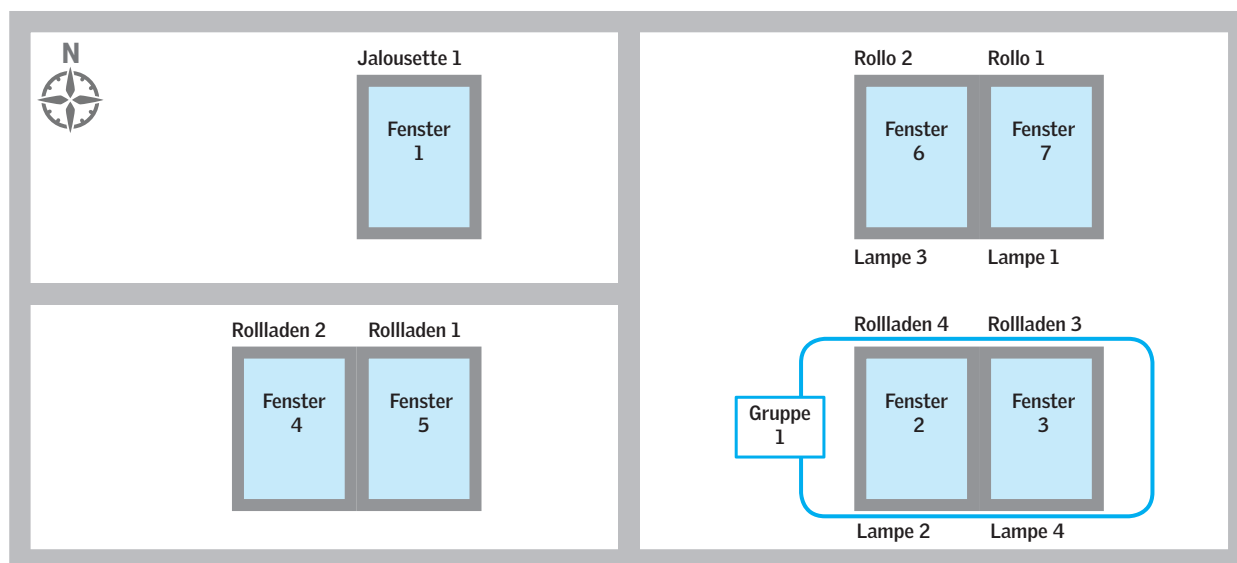 N
Jalousette 1
Fenster
1
Rollo 2
Rollo 1
Fenster
6
Fenster
7
Lampe 3
Lampe 1
Rollladen 2
Rollladen 1
Fenster
4
Fenster
5
Rollladen 4
Rollladen 3
Gruppe
1
Fenster
2
Fenster
3
Lampe 2
Lampe 4